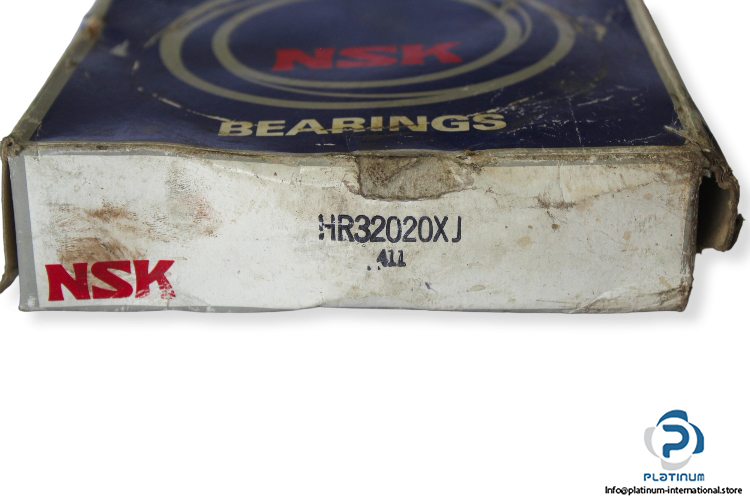 NSK
BEARINGS
HR32020XJ
411
NSK
PLATINUM
Info@platinum-international.store